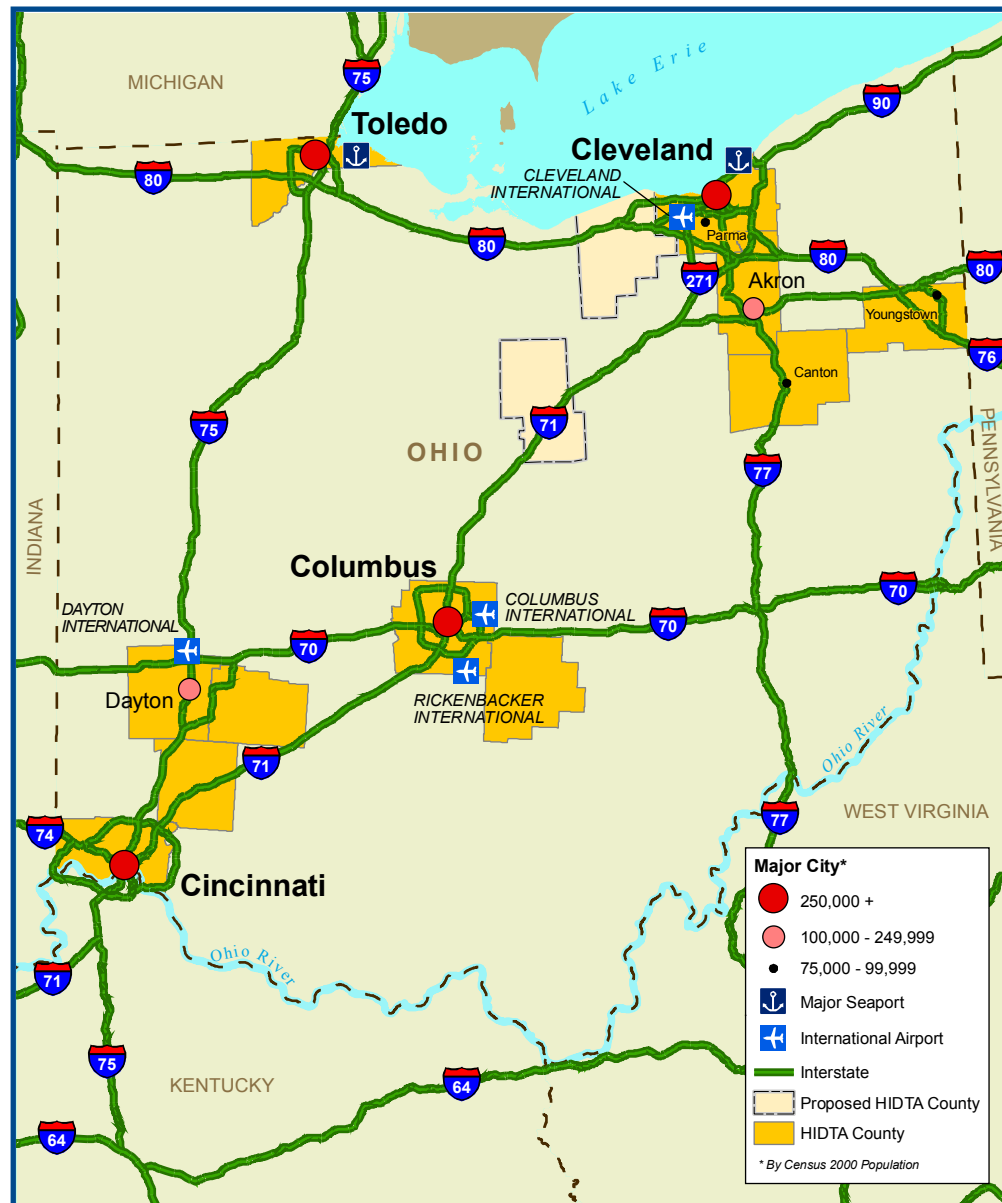 MICHIGAN
75
Lake Erie
90
Toledo
Cleveland
CLEVELAND
INTERNATIONAL
80
Parma
80
80
80
271
Akron
Youngstown
76
Canton
75
71
OHIO
77
INDIANA
PENNSYLVANIA
Columbus
COLUMBUS
INTERNATIONAL
70
DAYTON
INTERNATIONAL
70
70
Dayton
RICKENBACKER
INTERNATIONAL
Ohio River
71
WEST VIRGINIA
74
77
Cincinnati
Ohio River
71
75
KENTUCKY
64
64
Major City*
250,000 +
100,000 - 249,999
75,000 - 99,999
Major Seaport
International Airport
Interstate
Proposed HIDTA County
HIDTA County
* By Census 2000 Population